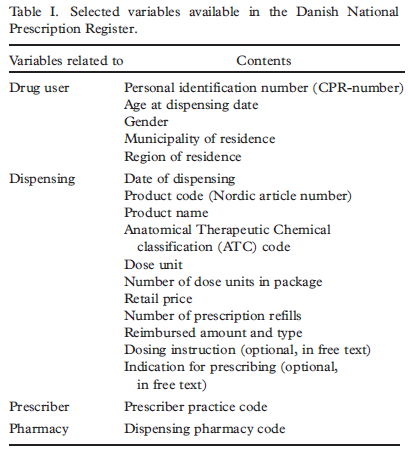 Table I. Selected variables available in the Danish National
Prescription Register.
Variables related to Contents
Drug user Personal identification number (CPR-number)
Age at dispensing date
Gender
Municipality of residence
Region of residence
Dispensing Date of dispensing
Product code (Nordic article number)
Product name
Anatomical Therapeutic Chemical
classification (ATC) code
Dose unit
Number of dose units in package
Retail price
Number of prescription refills
Reimbursed amount and type
Dosing instruction (optional, in free text)
Indication for prescribing (optional,
in free text)
Prescriber Prescriber practice code
Pharmacy Dispensing pharmacy code